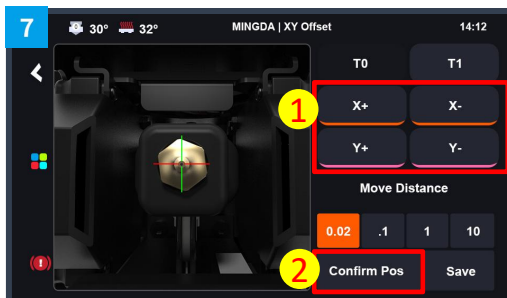 7
30° 32° MINGDA | XY Offset 14:12
T0 T1
1
X+ X-
Y+ Y-
Move Distance
0.02 .1 1 10
2
Confirm Pos Save